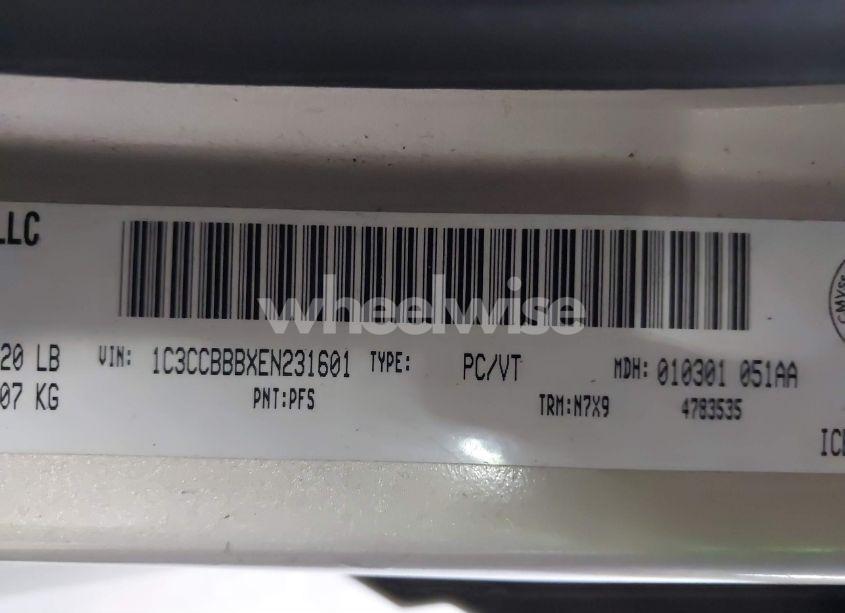 LLC
wheelwise
20 LB VIN: 1C3CCBBBXEN231601 TYPE: PC/VT MDH: 010301 051AA
07 KG PNT:PFS TRM:N7X9 4783535